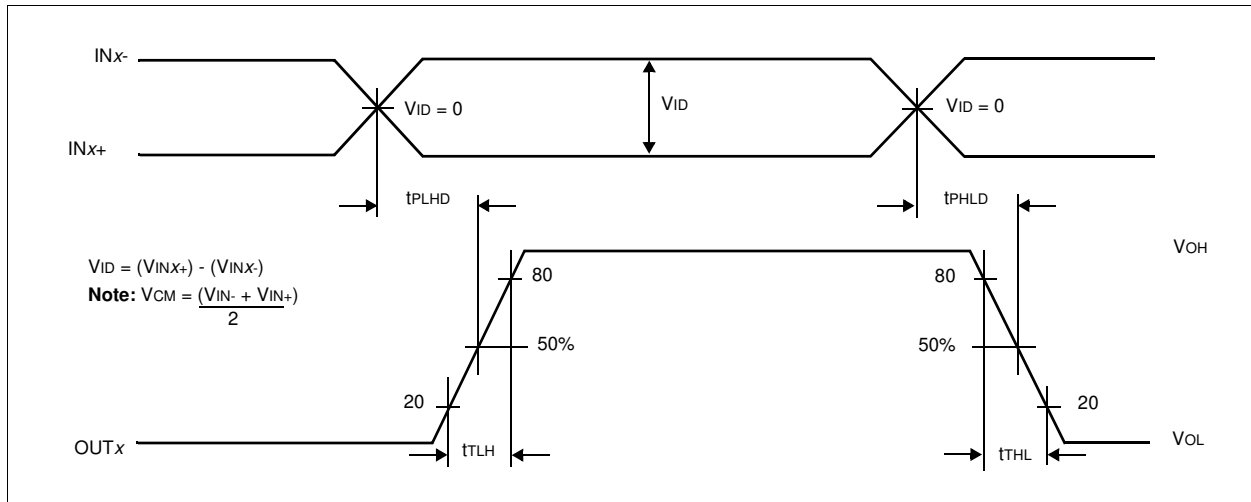 INx-
VID = 0
VID
VID = 0
INx+
tPLHD
tPHLD
VOH
VID = (VINx+) - (VINx-)
Note: VCM = (VIN- + VIN+)
2
80
80
50%
50%
20
20
OUTx
tTLH
tTHL
VOL